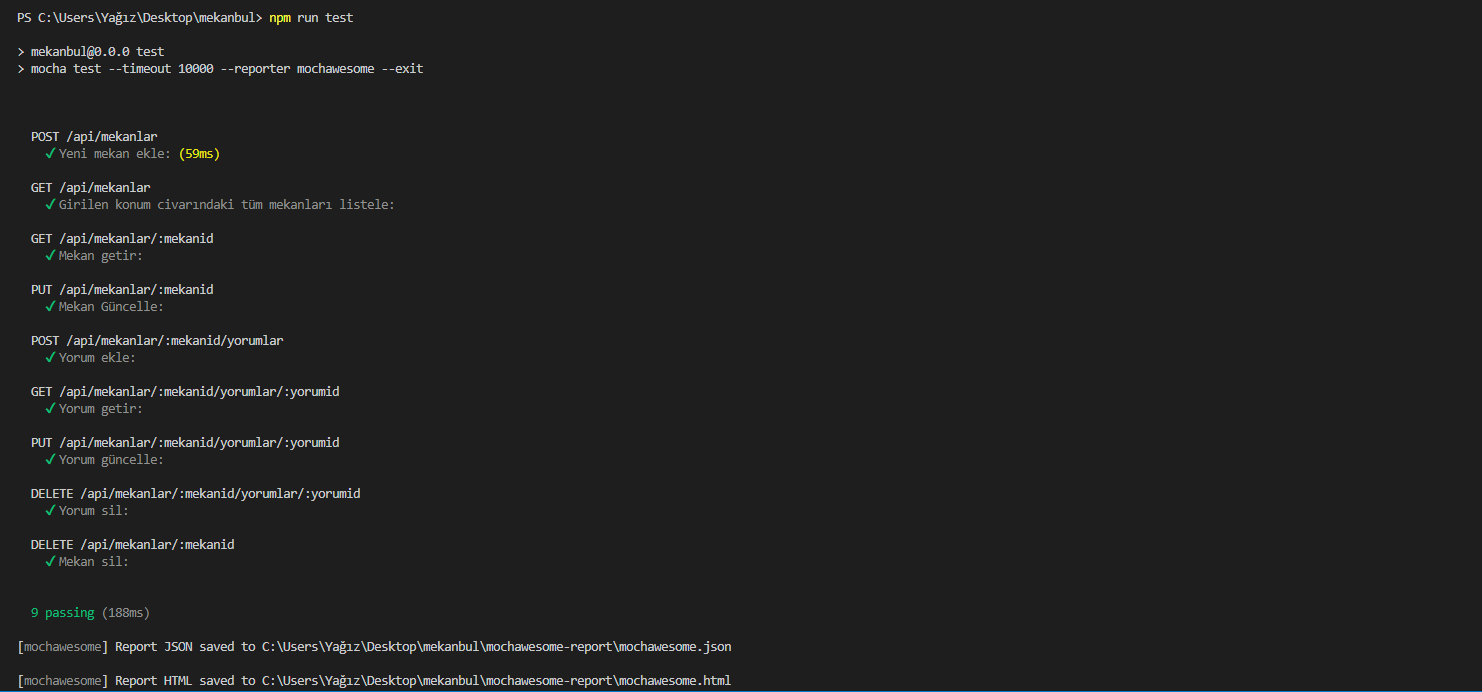 PS C:\Users\Yağız\Desktop\mekanbul> npm run test
> mekanbul@0.0.0 test
> mocha test --timeout 10000 --reporter mochawesome --exit
POST /api/mekanlar
✓ Yeni mekan ekle: (59ms)
GET /api/mekanlar
✓ Girilen konum civarındaki tüm mekanları listele:
GET /api/mekanlar/:mekanid
✓ Mekan getir:
PUT /api/mekanlar/:mekanid
✓ Mekan Güncelle:
POST /api/mekanlar/:mekanid/yorumlar
✓ Yorum ekle:
GET /api/mekanlar/:mekanid/yorumlar/:yorumid
✓ Yorum getir:
PUT /api/mekanlar/:mekanid/yorumlar/:yorumid
✓ Yorum güncelle:
DELETE /api/mekanlar/:mekanid/yorumlar/:yorumid
✓ Yorum sil:
DELETE /api/mekanlar/:mekanid
✓ Mekan sil:
9 passing (188ms)
[mochawesome] Report JSON saved to C:\Users\Yağız\Desktop\mekanbul\mochawesome-report\mochawesome.json
[mochawesome] Report HTML saved to C:\Users\Yağız\Desktop\mekanbul\mochawesome-report\mochawesome.html